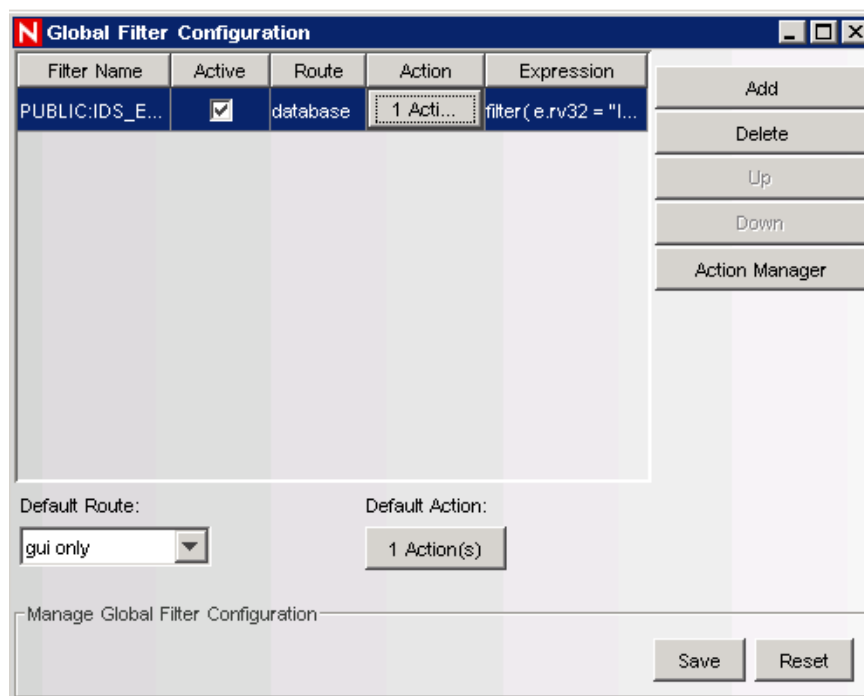 N Global Filter Configuration
Filter Name Active Route Action Expression
PUBLIC:IDS_E... database 1 Acti... filter( e.rv32 = "I...
Add
Delete
Up
Down
Action Manager
Default Route: Default Action:
gui only 1 Action(s)
Manage Global Filter Configuration
Save Reset